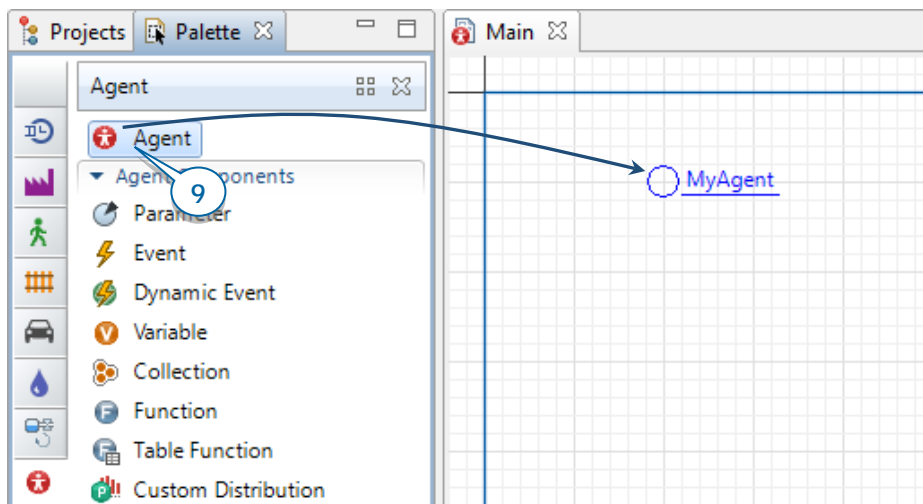 Projects
Palette
Main
Agent
Agent
Agent Components
9
Parameter
Event
Dynamic Event
Variable
Collection
Function
Table Function
Custom Distribution
MyAgent